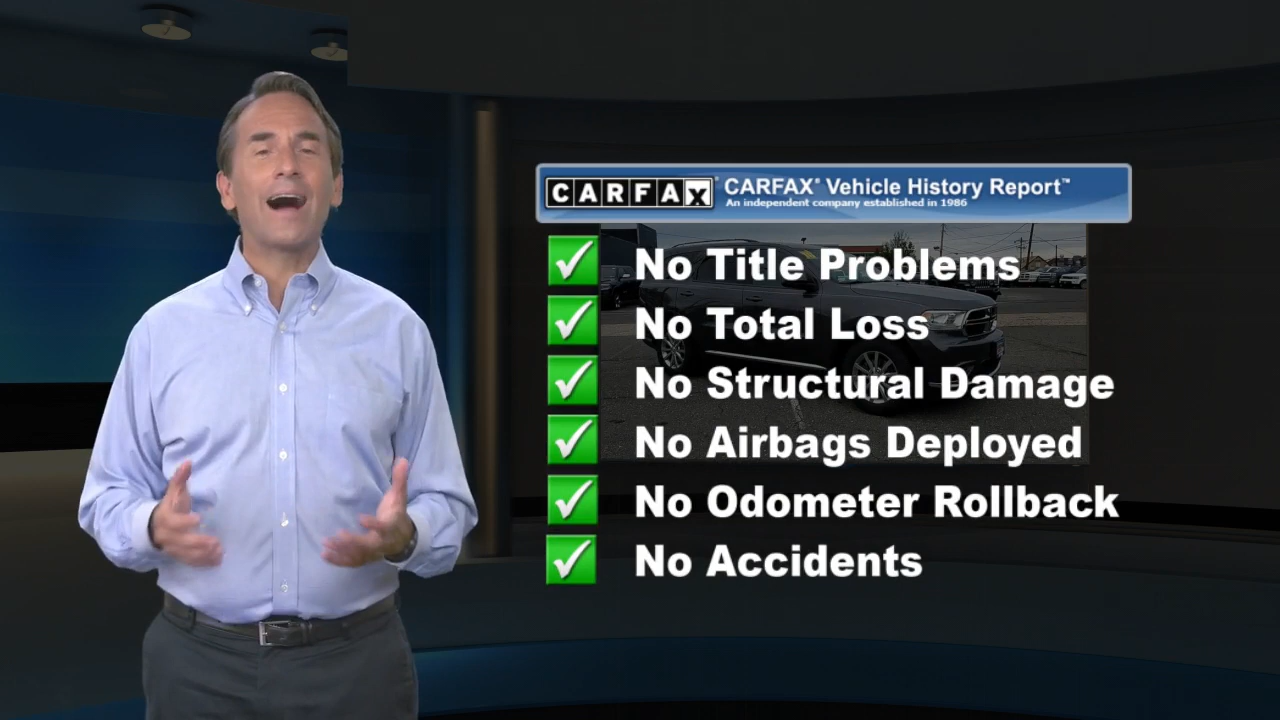 CARFAX® CARFAX® Vehicle History Report™
An independent company established in 1986
No Title Problems
No Total Loss
No Structural Damage
No Airbags Deployed
No Odometer Rollback
No Accidents